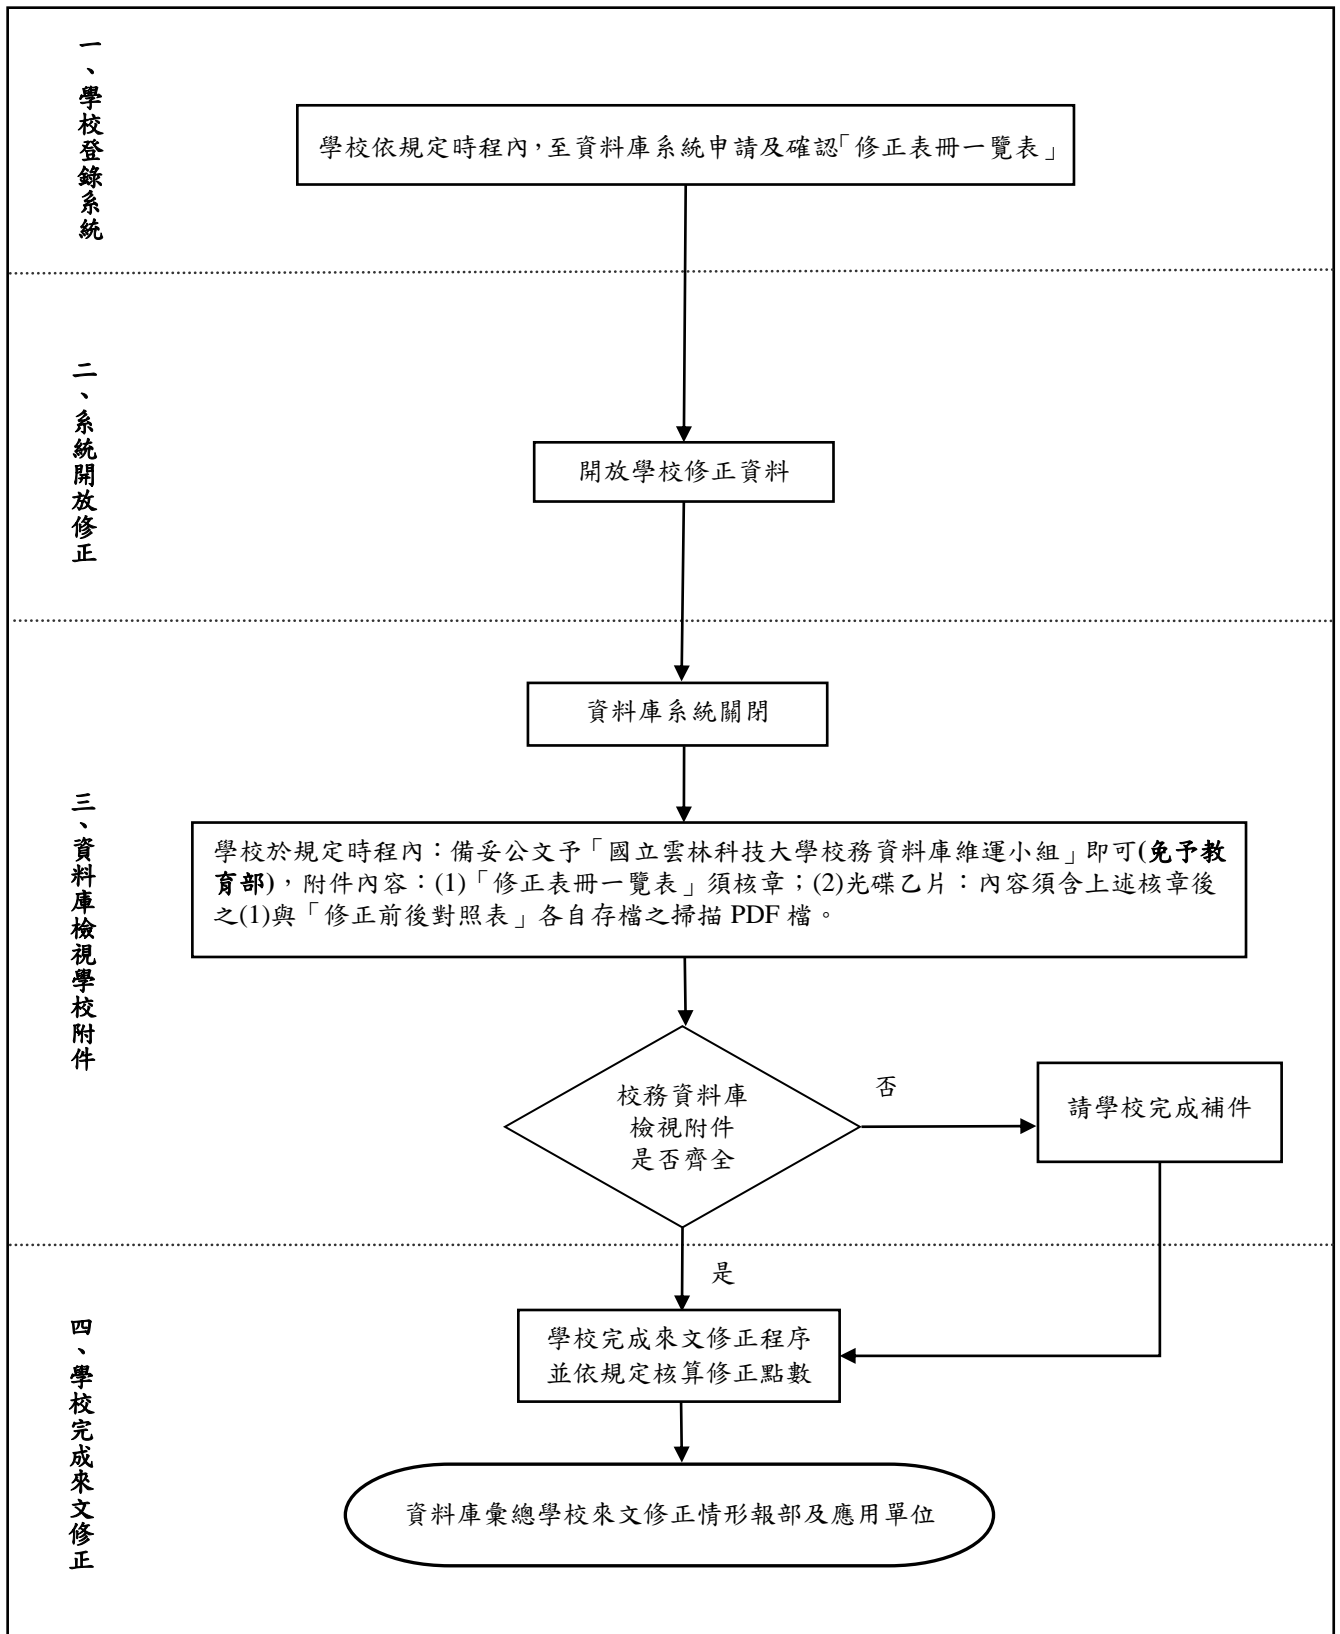 一、學校登錄系統
學校依規定時程內，至資料庫系統申請及確認「修正表冊一覽表」
二、系統開放修正
開放學校修正資料
三、資料庫檢視學校附件
資料庫系統關閉
學校於規定時程內：備妥公文予「國立雲林科技大學校務資料庫維運小組」即可(免予教
育部)，附件內容：(1)「修正表冊一覽表」須核章；(2)光碟乙片：內容須含上述核章後
之(1)與「修正前後對照表」各自存檔之掃描 PDF 檔。
校務資料庫
檢視附件
是否齊全
否
請學校完成補件
是
四、學校完成來文修正
學校完成來文修正程序
並依規定核算修正點數
資料庫彙總學校來文修正情形報部及應用單位